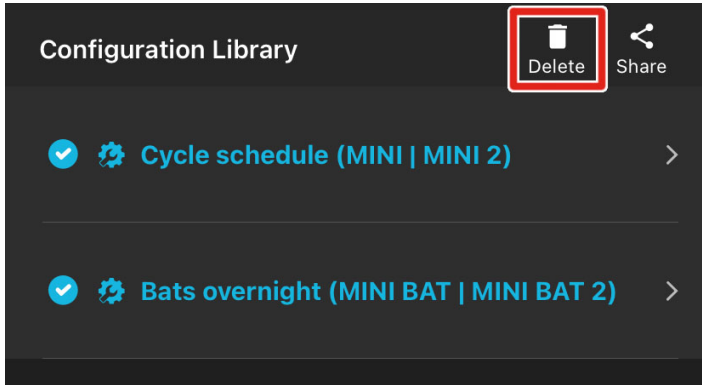 Configuration Library
Delete
Share
Cycle schedule (MINI | MINI 2)
Bats overnight (MINI BAT | MINI BAT 2)